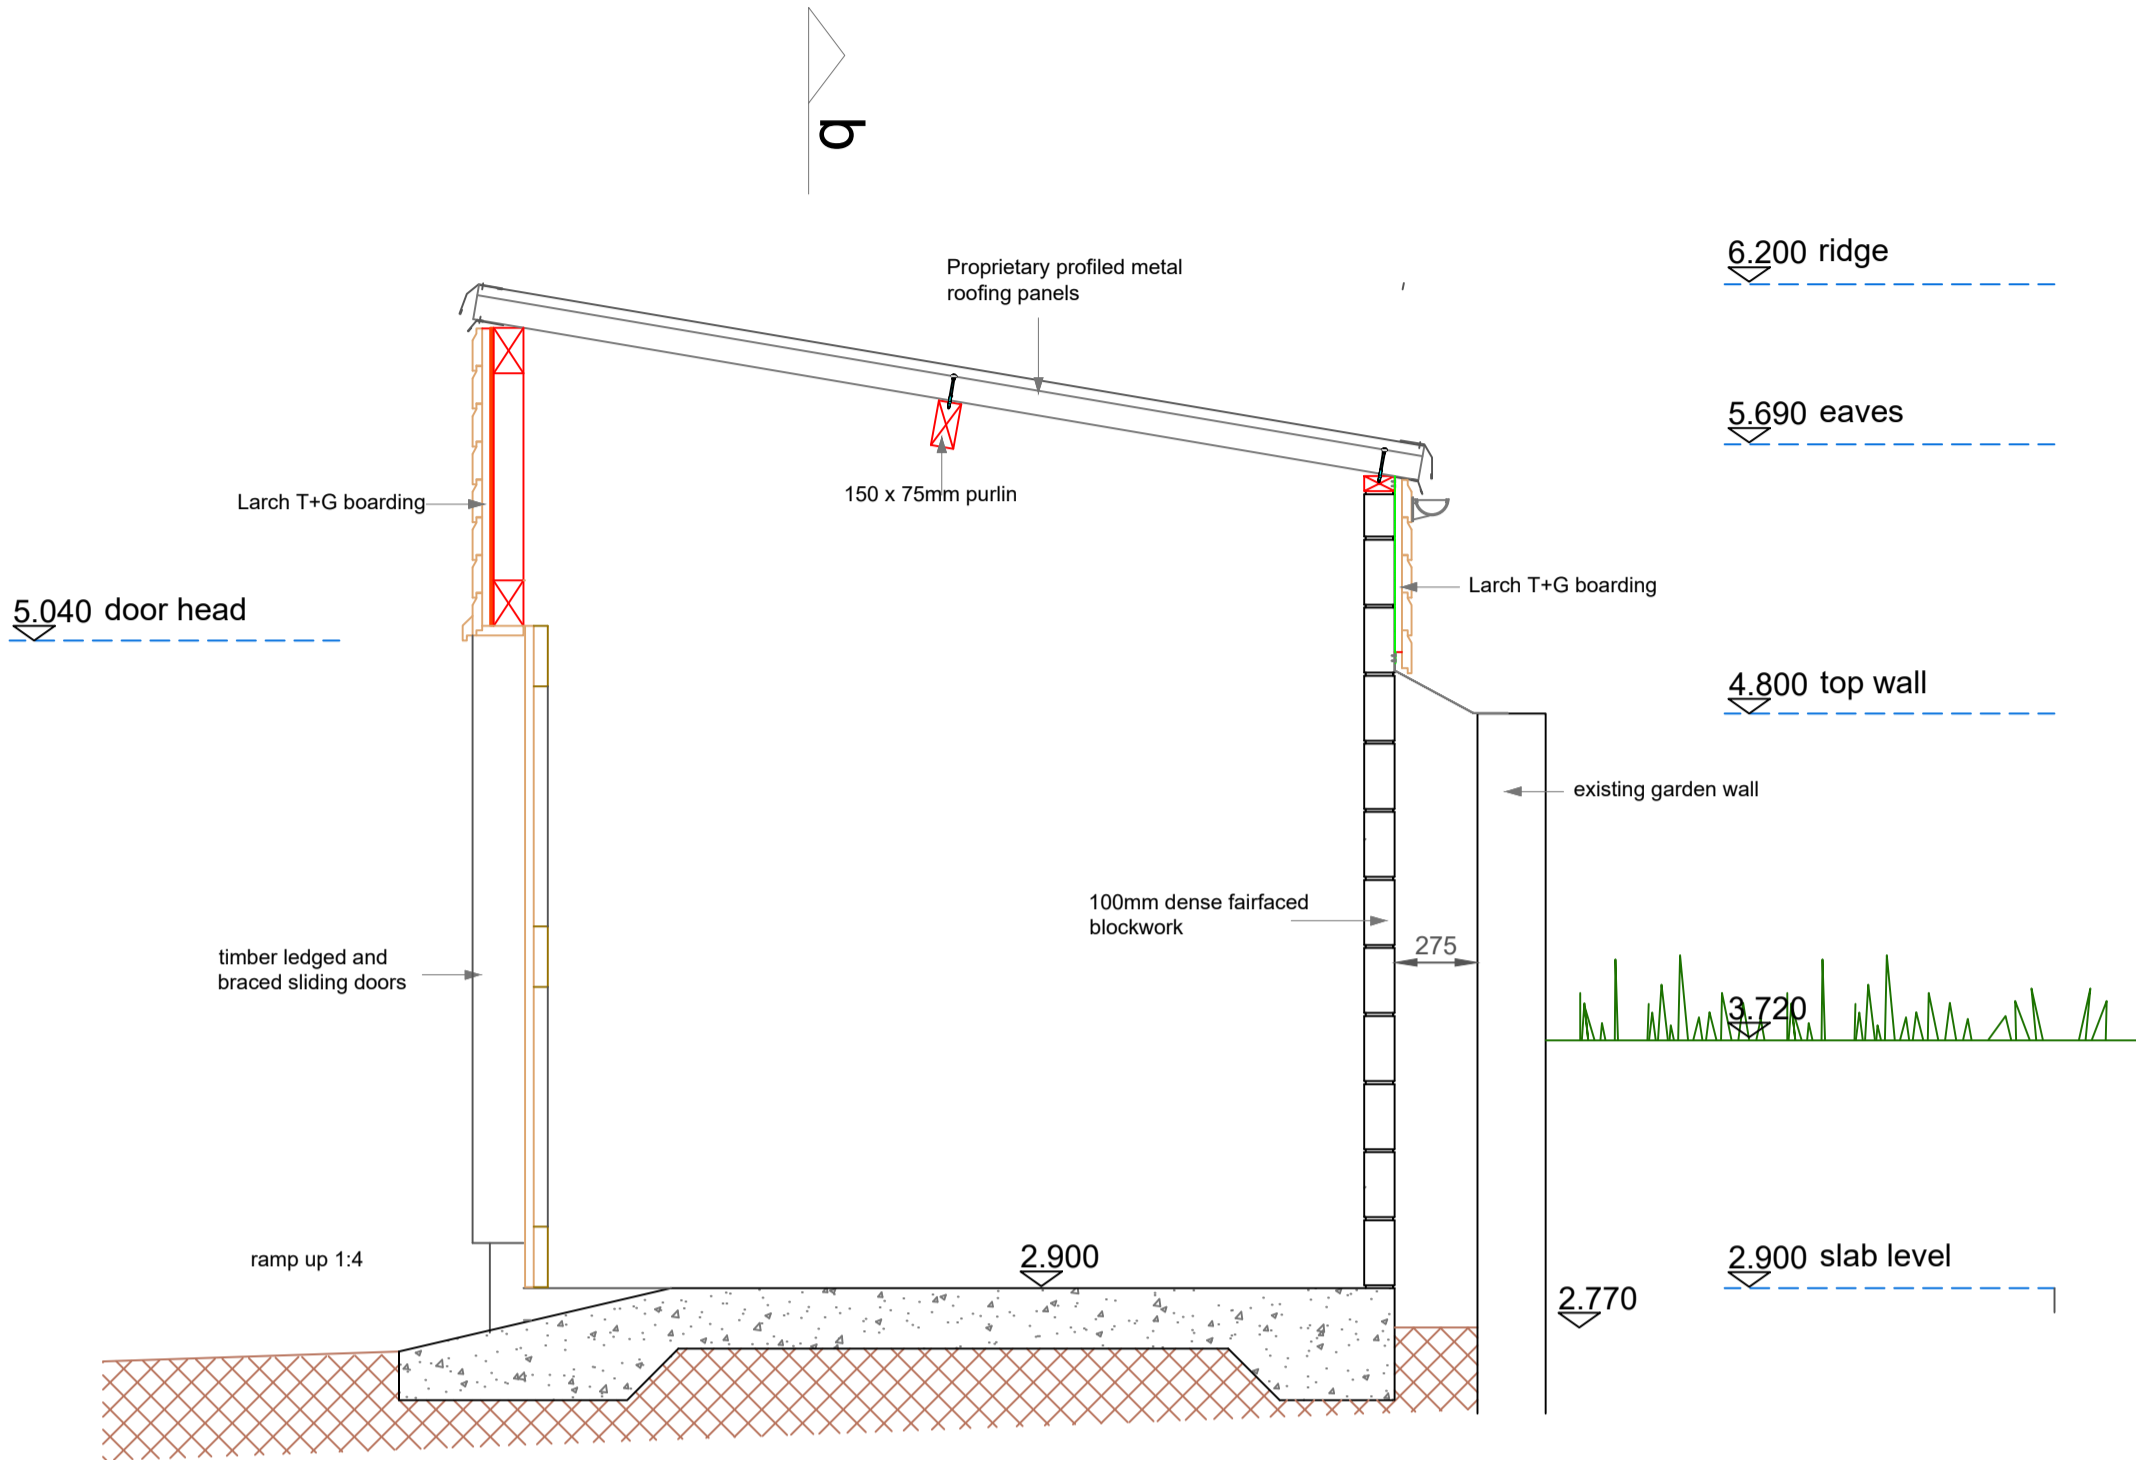 b
6.200 ridge
Proprietary profiled metal
roofing panels
5.690 eaves
150 x 75mm purlin
Larch T+G boarding
Larch T+G boarding
5.040 door head
4.800 top wall
existing garden wall
100mm dense fairfaced
blockwork
275
timber ledged and
braced sliding doors
3.720
ramp up 1:4
2.900
2.900 slab level
2.770